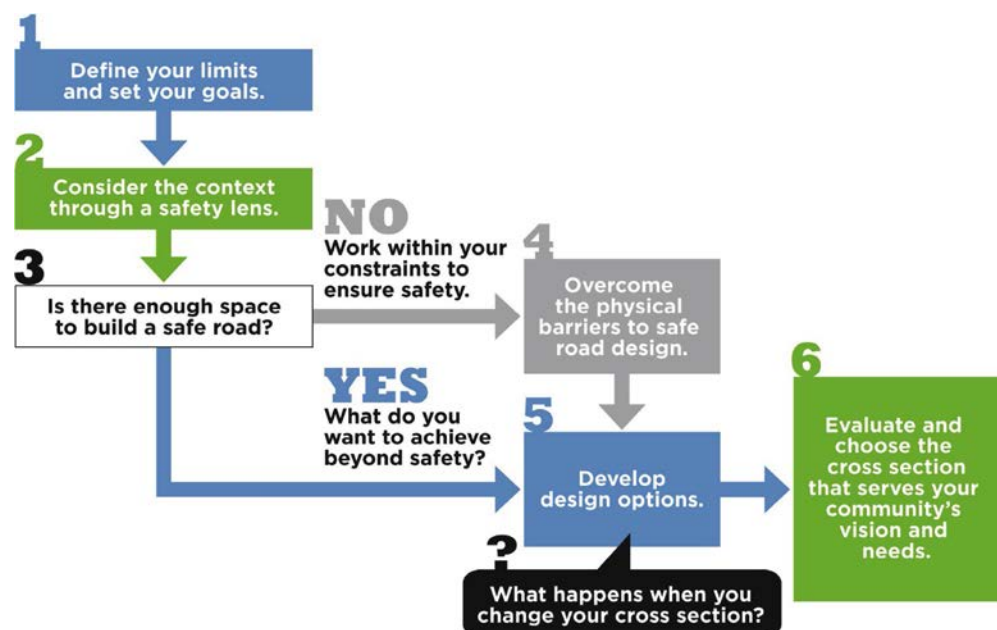 1
Define your limits
and set your goals.
2
Consider the context
through a safety lens.
3
Is there enough space
to build a safe road?
NO
Work within your
constraints to
ensure safety.
4
Overcome
the physical
barriers to safe
road design.
YES
What do you
want to achieve
beyond safety?
5
Develop
design options.
?
What happens when you
change your cross section?
6
Evaluate and
choose the
cross section
that serves your
community’s
vision and
needs.